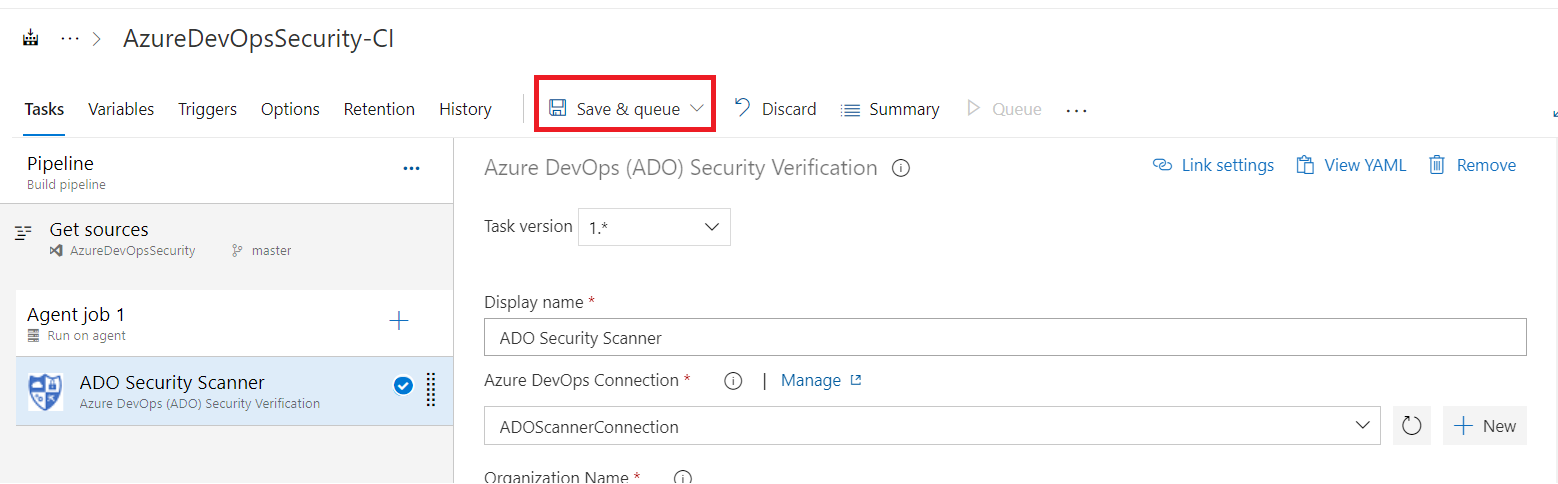 ··· > AzureDevOpsSecurity-CI
Tasks Variables Triggers Options Retention History Save & queue Discard Summary Queue ···
Pipeline ···
Build pipeline
Get sources
AzureDevOpsSecurity master
Agent job 1 +
Run on agent
ADO Security Scanner
Azure DevOps (ADO) Security Verification
Azure DevOps (ADO) Security Verification Link settings View YAML Remove
Task version 1.*
Display name *
ADO Security Scanner
Azure DevOps Connection * | Manage
ADOScannerConnection + New
Organization Name *